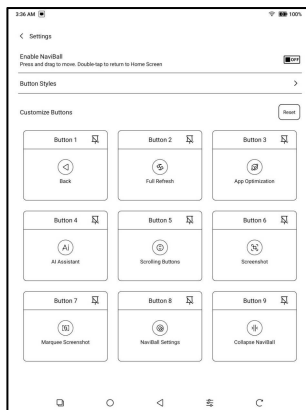 3:36 AM
100%
Settings
Enable NaviBall
Press and drag to move. Double-tap to return to Home Screen
OFF
Button Styles
Customize Buttons
Reset
Button 1
Button 2
Button 3
Back
Full Refresh
App Optimization
Button 4
Button 5
Button 6
Ai
AI Assistant
Scrolling Buttons
Screenshot
Button 7
Button 8
Button 9
Marquee Screenshot
NaviBall Settings
Collapse NaviBall